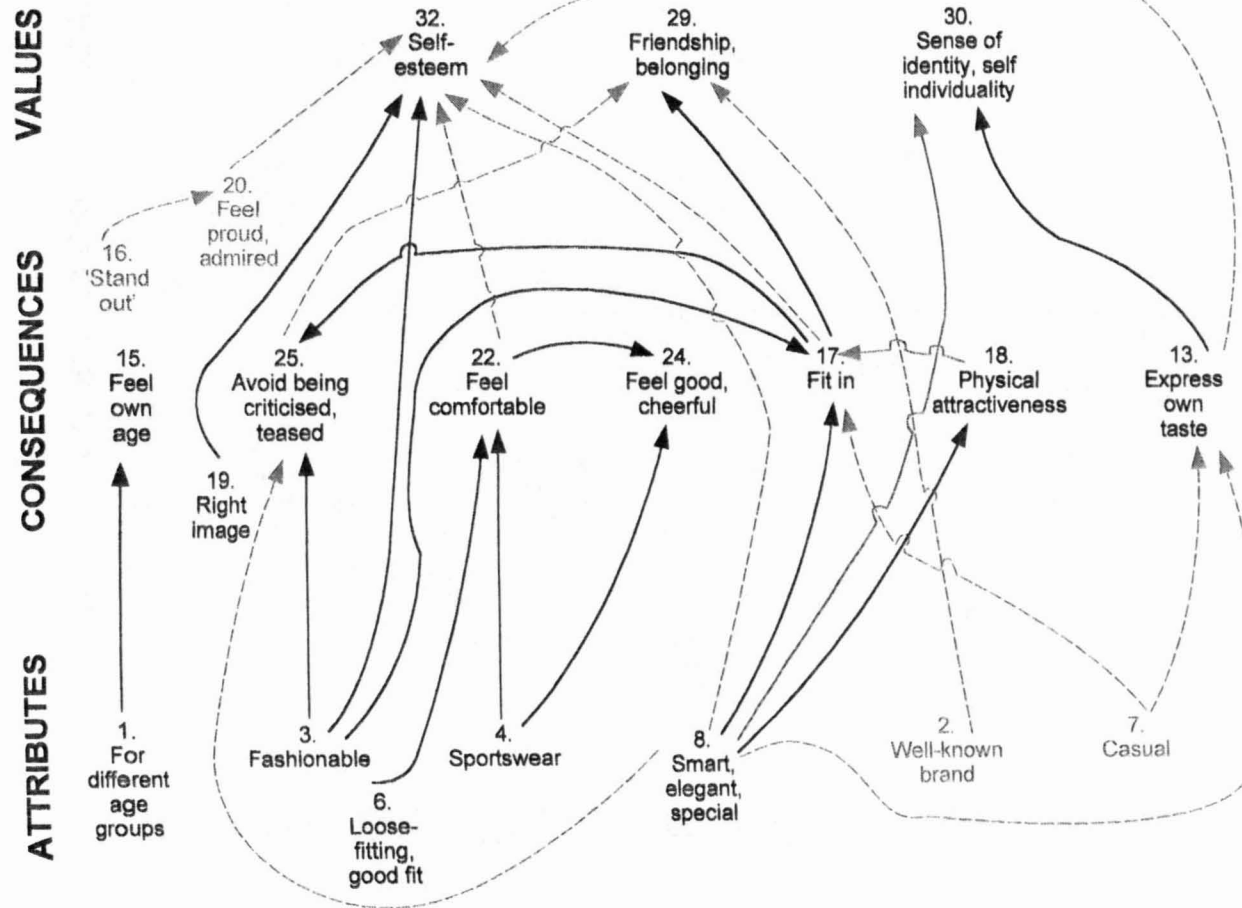 VALUES
32.
Self-
esteem
29.
Friendship,
belonging
30.
Sense of
identity, self
individuality
CONSEQUENCES
20.
Feel
proud,
admired
16.
'Stand
out'
15.
Feel
own
age
25.
Avoid being
criticised,
teased
22.
Feel
comfortable
24.
Feel good,
cheerful
17.
Fit in
18.
Physical
attractiveness
13.
Express
own
taste
19.
Right
image
ATTRIBUTES
1.
For
different
age
groups
3.
Fashionable
4.
Sportswear
8.
Smart,
elegant,
special
2.
Well-known
brand
7.
Casual
6.
Loose-
fitting,
good fit